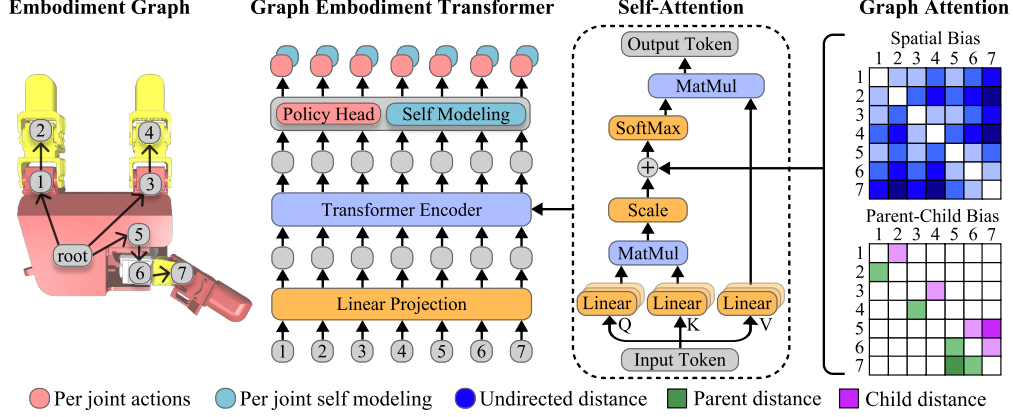 Embodiment Graph
Graph Embodiment Transformer
Self-Attention
Graph Attention
2
4
1
3
5
root
6
7
Policy Head
Self Modeling
Transformer Encoder
Linear Projection
1 2 3 4 5 6 7
Output Token
MatMul
SoftMax
+
Scale
MatMul
Linear Linear Linear
Q K V
Input Token
Spatial Bias
1 2 3 4 5 6 7
1
2
3
4
5
6
7
Parent-Child Bias
1 2 3 4 5 6 7
1
2
3
4
5
6
7
Per joint actions
Per joint self modeling
Undirected distance
Parent distance
Child distance